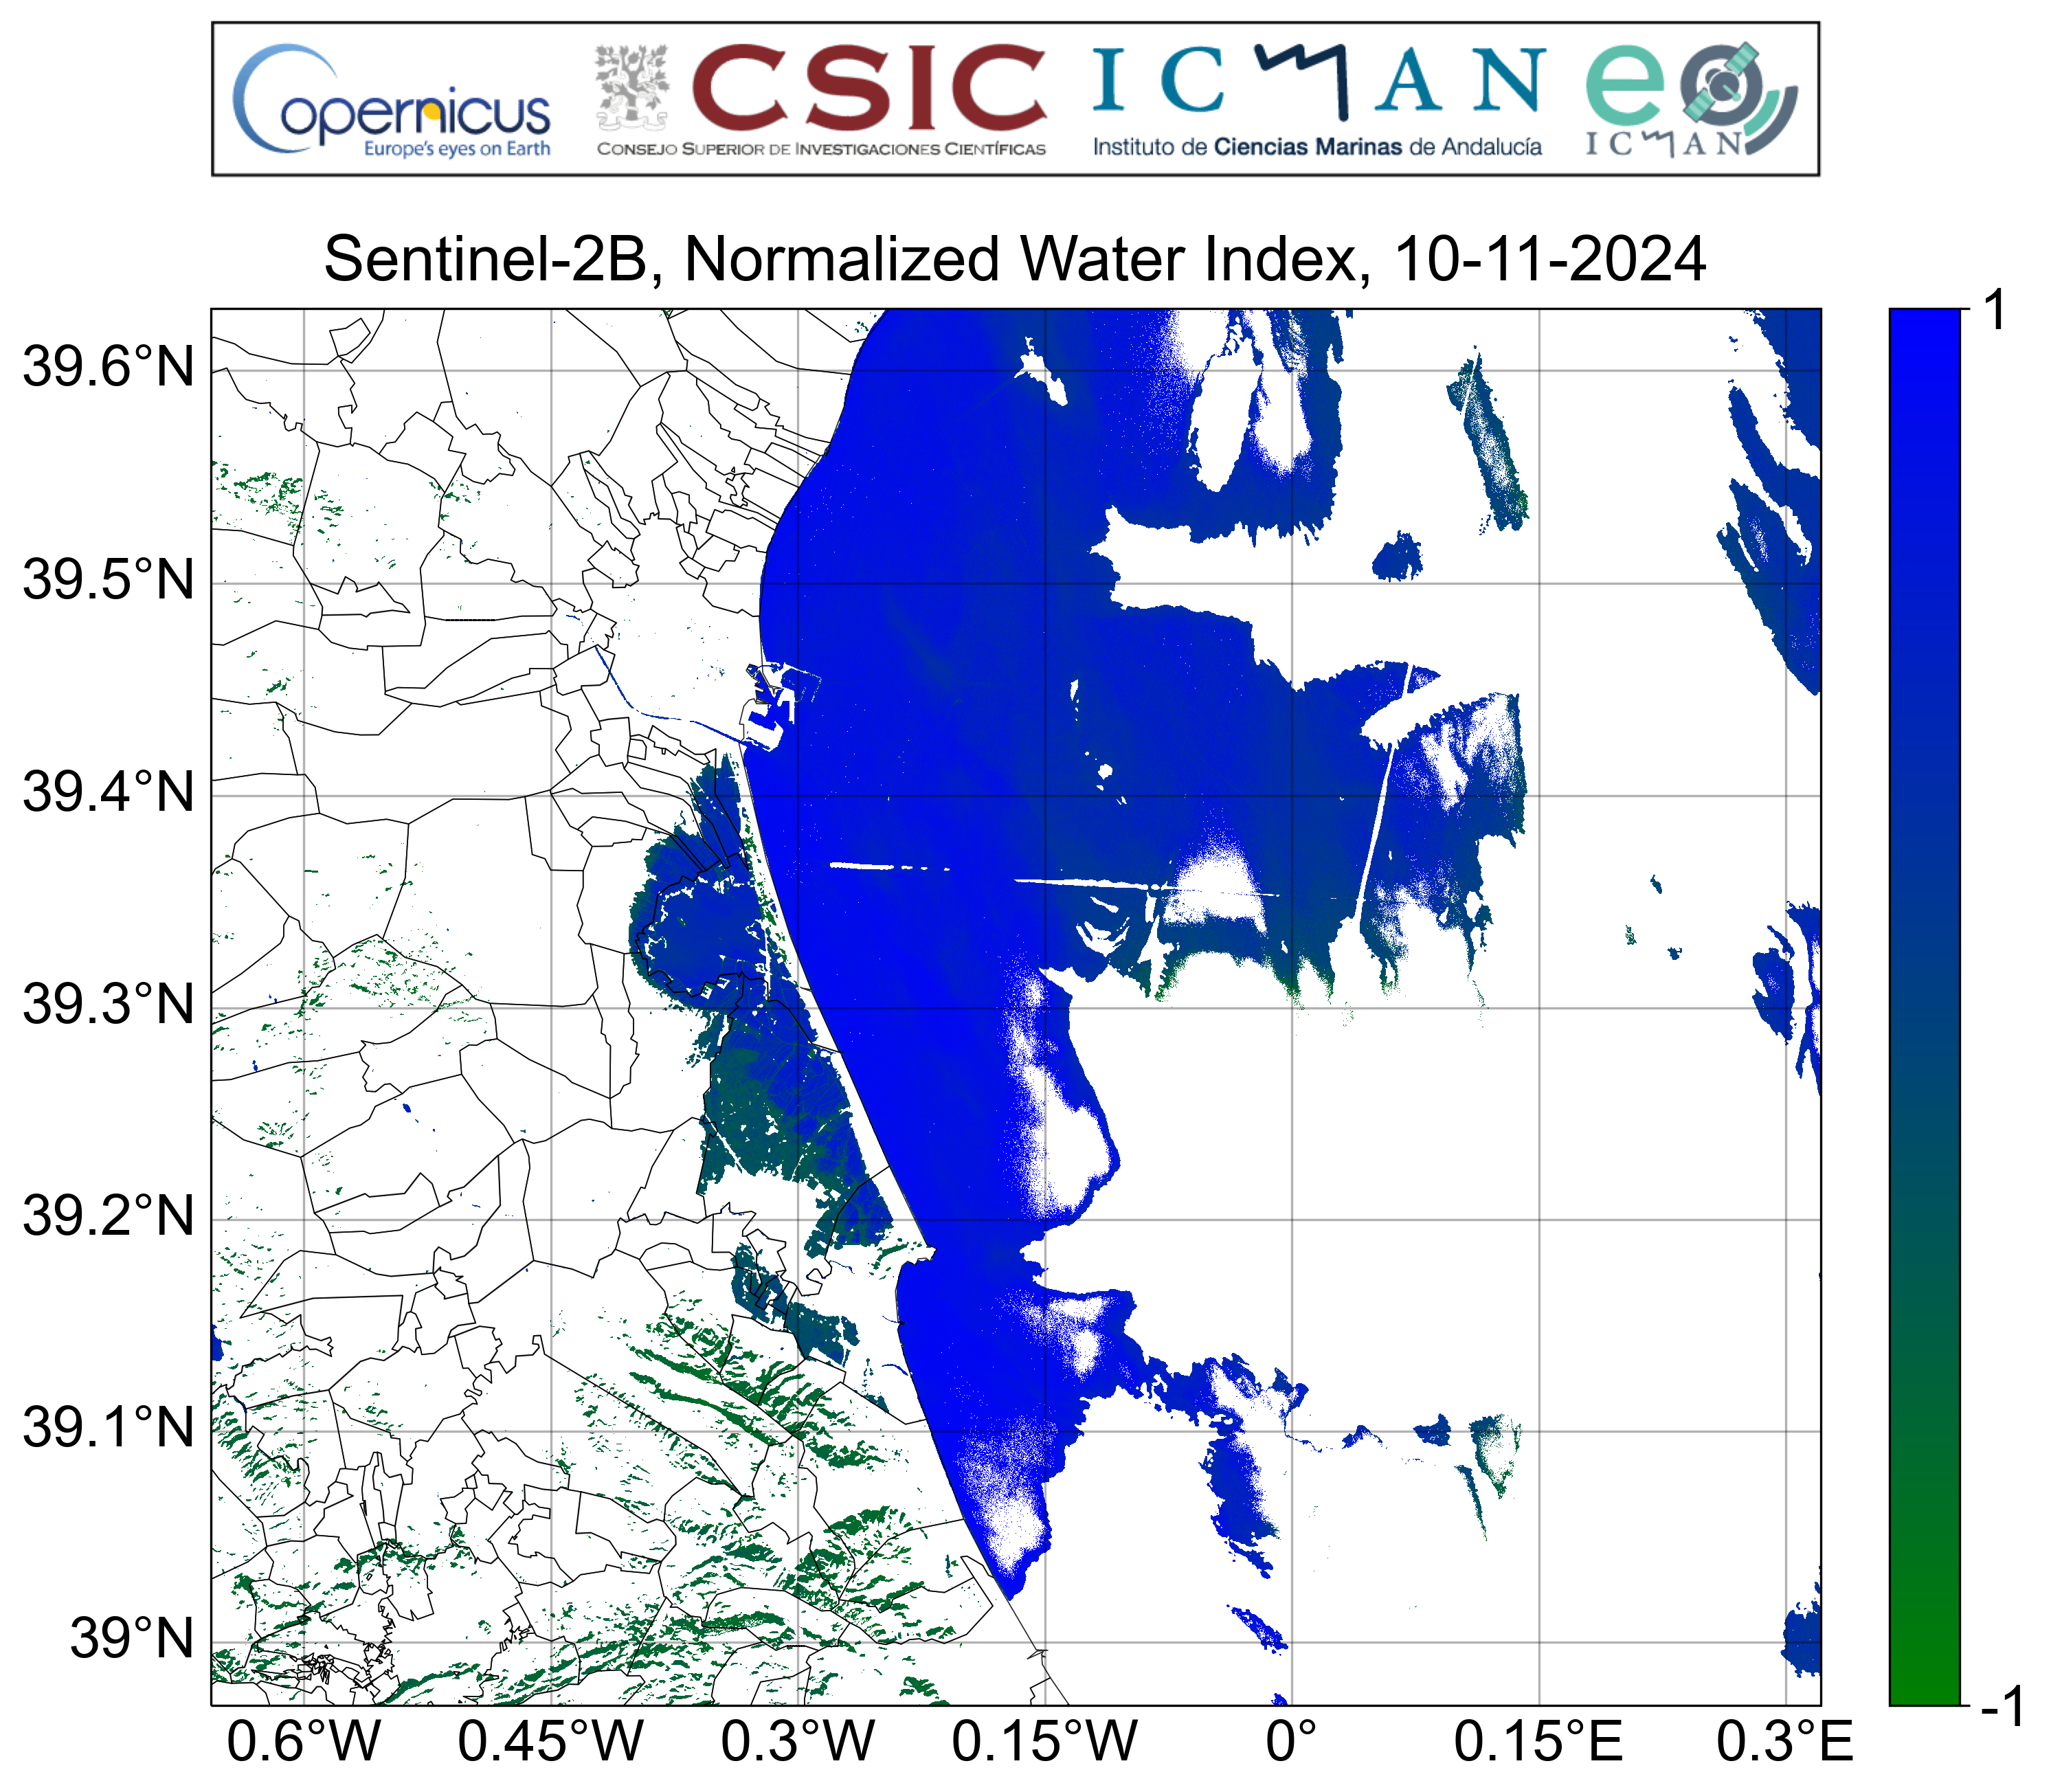 Copernicus
Europe's eyes on Earth
CSIC
CONSEJO SUPERIOR DE INVESTIGACIONES CIENTÍFICAS
ICMAN
Instituto de Ciencias Marinas de Andalucía
eo
ICMAN
Sentinel-2B, Normalized Water Index, 10-11-2024
1
39.6°N
39.5°N
39.4°N
39.3°N
39.2°N
39.1°N
39°N
-1
0.6°W 0.45°W 0.3°W 0.15°W 0° 0.15°E 0.3°E